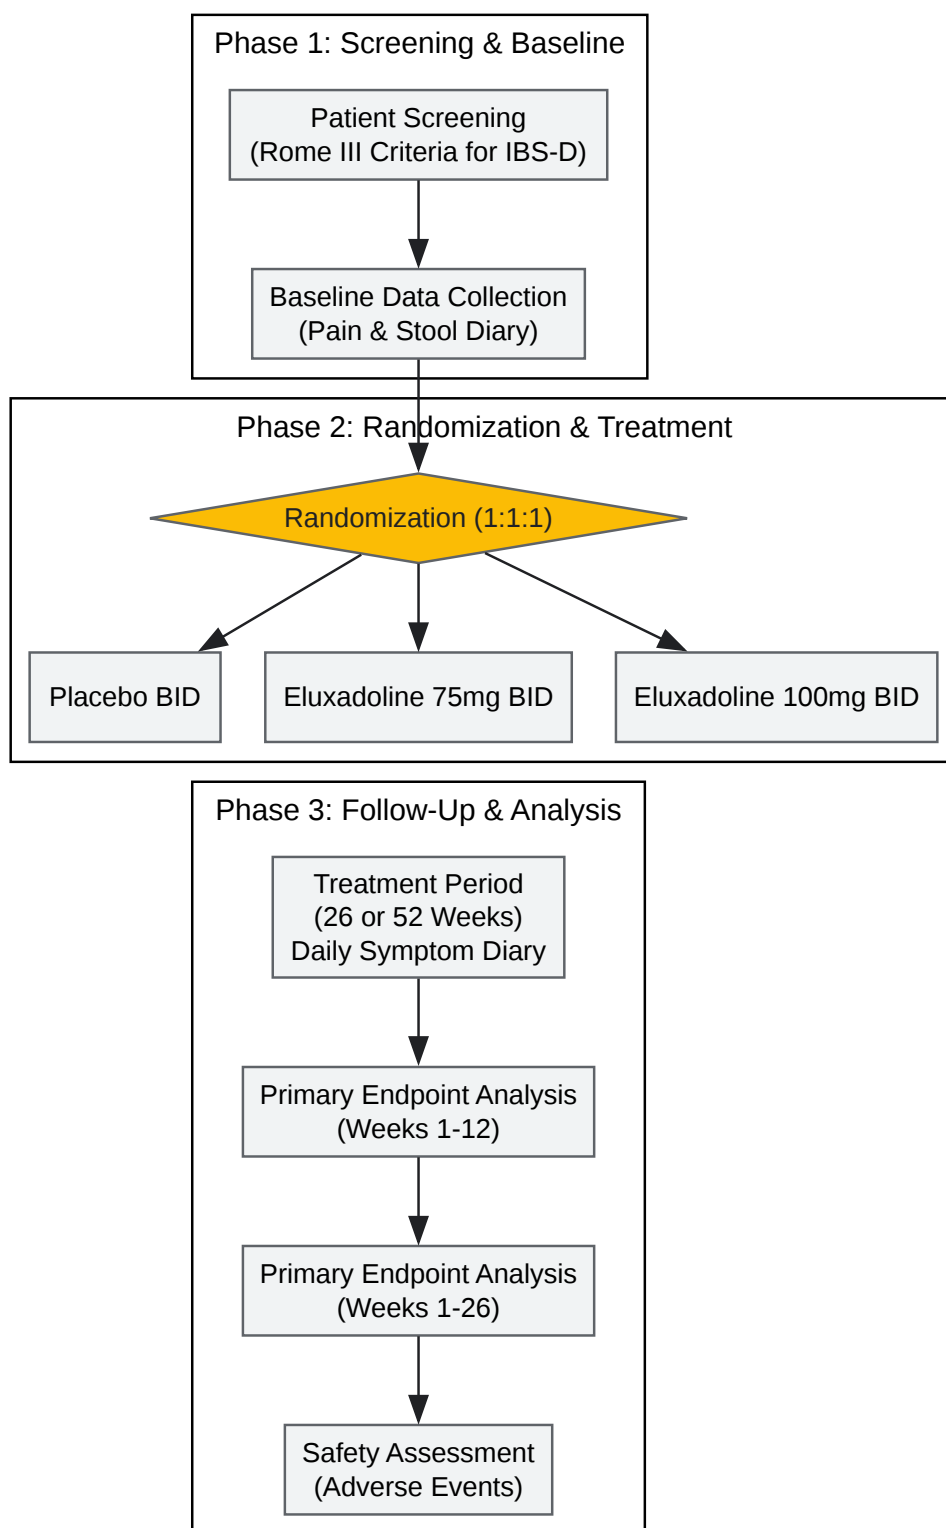 Phase 1: Screening & Baseline
Patient Screening
(Rome III Criteria for IBS-D)
Baseline Data Collection
(Pain & Stool Diary)
Phase 2: Randomization & Treatment
Randomization (1:1:1)
Placebo BID
Eluxadoline 75mg BID
Eluxadoline 100mg BID
Phase 3: Follow-Up & Analysis
Treatment Period
(26 or 52 Weeks)
Daily Symptom Diary
Primary Endpoint Analysis
(Weeks 1-12)
Primary Endpoint Analysis
(Weeks 1-26)
Safety Assessment
(Adverse Events)